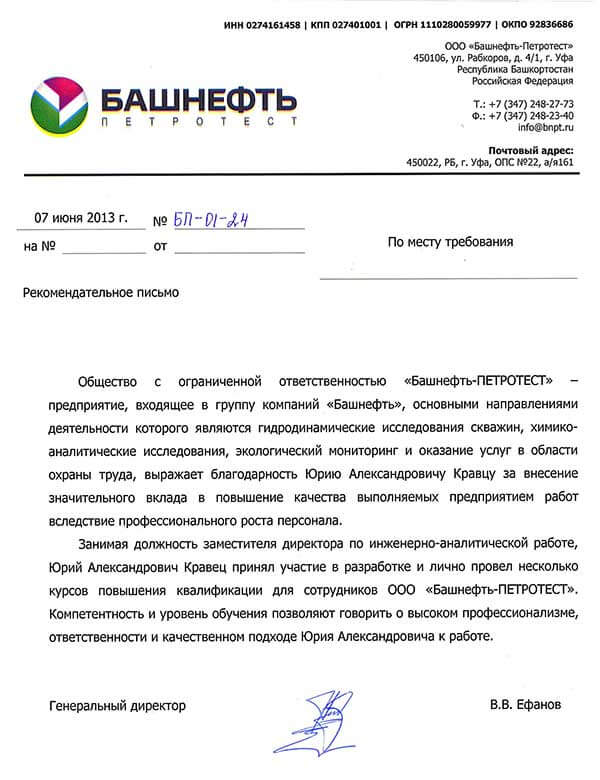 ИНН 0274161458 | КПП 027401001 | ОГРН 1110280059977 | ОКПО 92836686
ООО «Башнефть-Петротест»
450106, ул. Рабкоров, д. 4/1, г. Уфа
Республика Башкортостан
Российская Федерация
БАШНЕФТЬ
ПЕТРОТЕСТ
Т.: +7 (347) 248-27-73
Ф.: +7 (347) 248-23-40
info@bnpt.ru
Почтовый адрес:
450022, РБ, г. Уфа, ОПС №22, а/я161
07 июня 2013 г. № БП-01-24
на № ____________ от ____________
По месту требования
Рекомендательное письмо
Общество с ограниченной ответственностью «Башнефть-ПЕТРОТЕСТ» –
предприятие, входящее в группу компаний «Башнефть», основными направлениями
деятельности которого являются гидродинамические исследования скважин, химико-
аналитические исследования, экологический мониторинг и оказание услуг в области
охраны труда, выражает благодарность Юрию Александровичу Кравцу за внесение
значительного вклада в повышение качества выполняемых предприятием работ
вследствие профессионального роста персонала.
Занимая должность заместителя директора по инженерно-аналитической работе,
Юрий Александрович Кравец принял участие в разработке и лично провел несколько
курсов повышения квалификации для сотрудников ООО «Башнефть-ПЕТРОТЕСТ».
Компетентность и уровень обучения позволяют говорить о высоком профессионализме,
ответственности и качественном подходе Юрия Александровича к работе.
Генеральный директор В.В. Ефанов